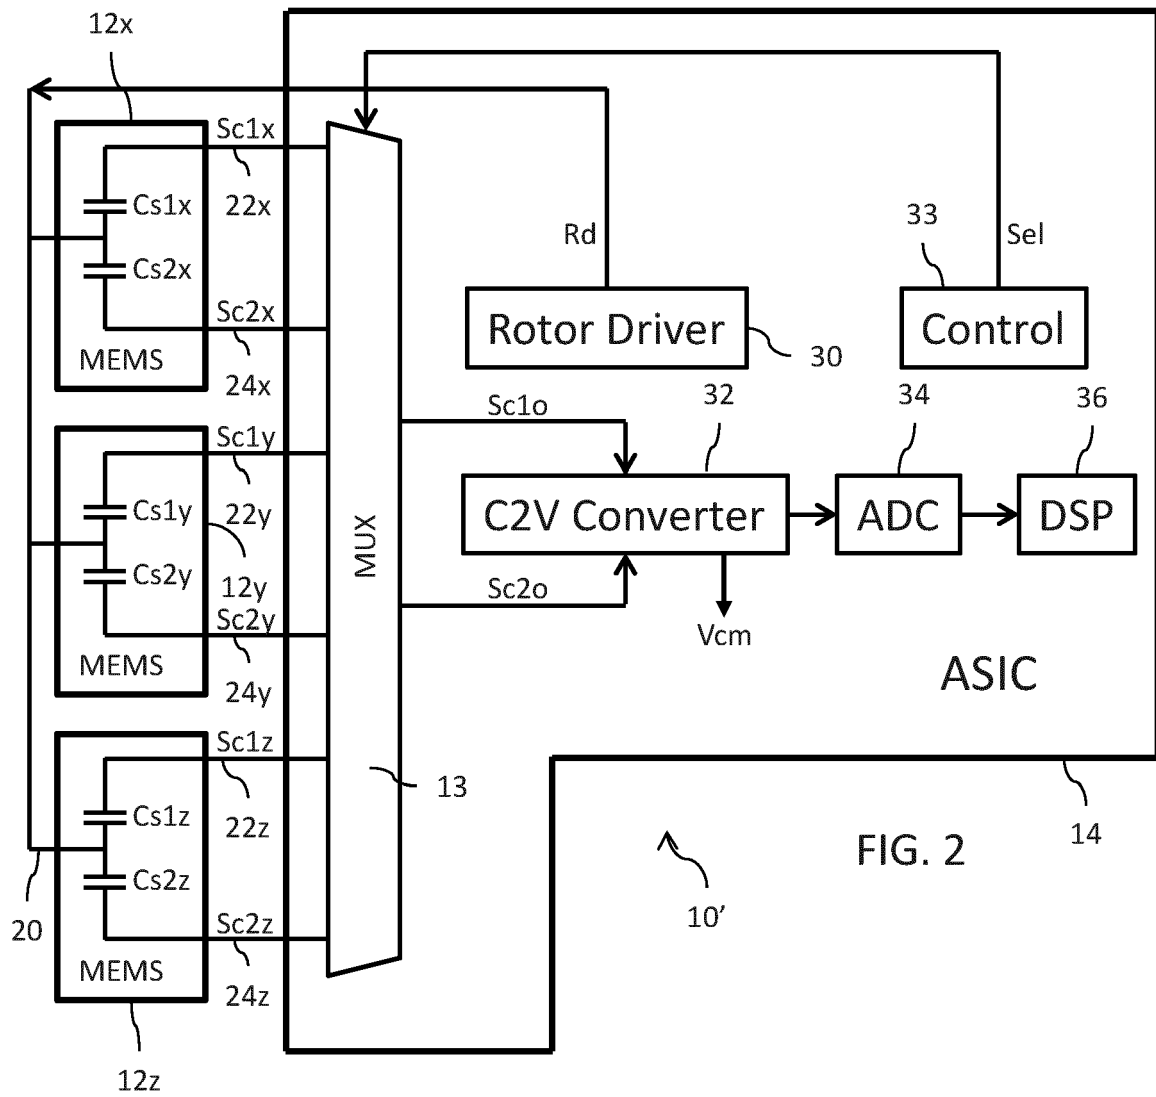 12x
Sc1x
Cs1x
22x
Cs2x
Sc2x
MEMS
24x
Rd
Sel
33
Rotor Driver
Control
30
32
34
36
Sc1o
C2V Converter
ADC
DSP
Sc2o
Vcm
MUX
13
Sc1y
Cs1y
22y
Cs2y
12y
Sc2y
MEMS
24y
ASIC
Sc1z
Cs1z
22z
Cs2z
20
Sc2z
MEMS
24z
12z
14
FIG. 2
10'